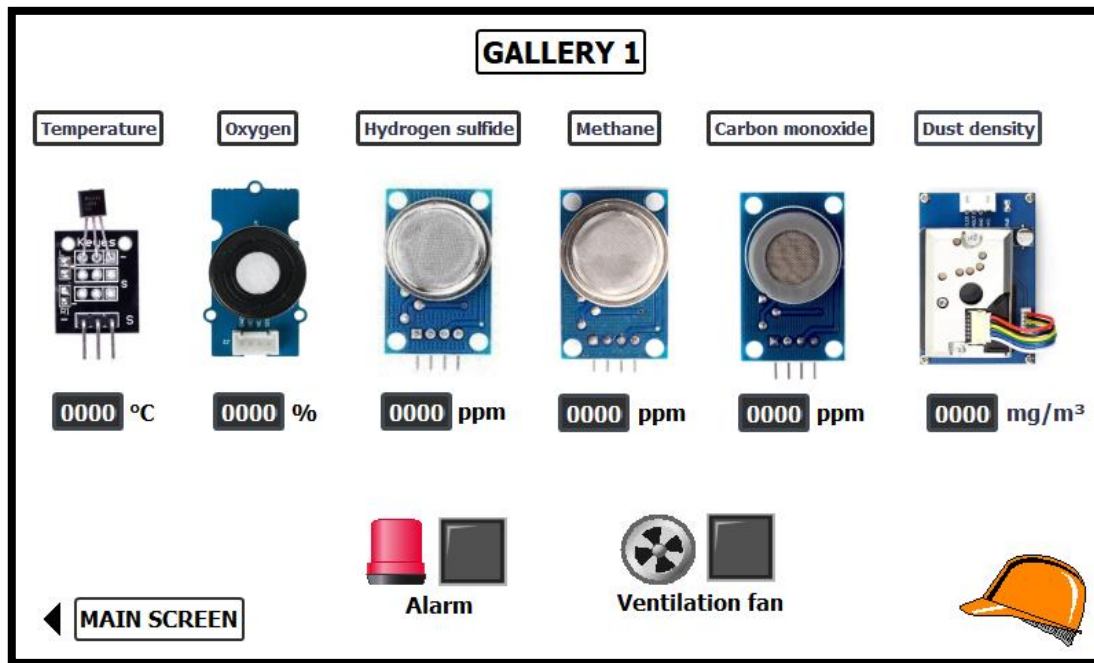 GALLERY 1
Temperature
Oxygen
Hydrogen sulfide
Methane
Carbon monoxide
Dust density
Keyes
S
S
0000 °C
0000 %
0000 ppm
0000 ppm
0000 ppm
0000 mg/m³
Alarm
Ventilation fan
MAIN SCREEN